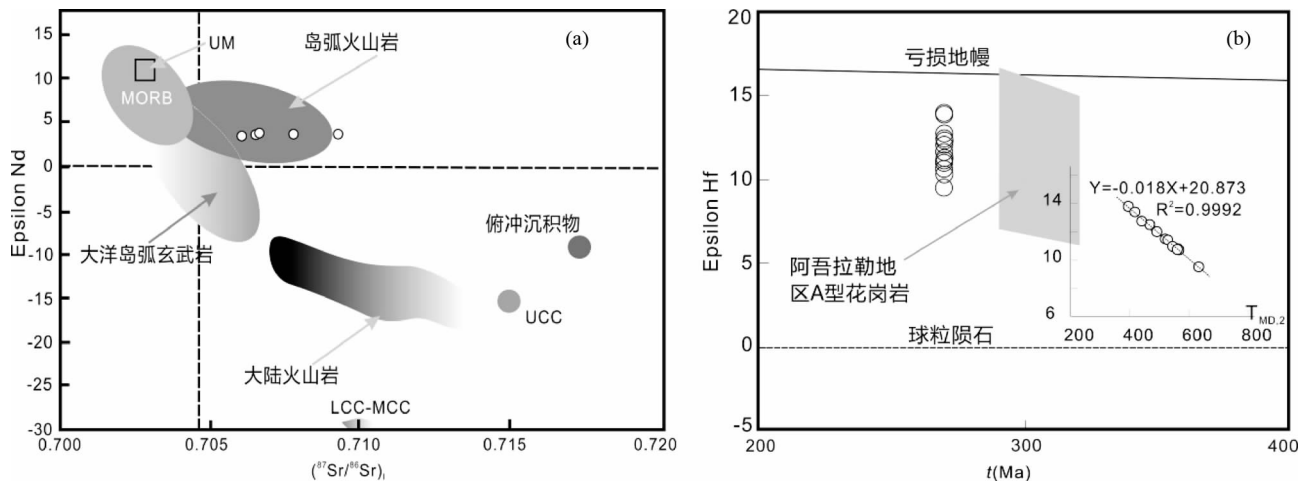 15
10
5
0
-5
-10
-15
-20
-25
-30
Epsilon Nd
0.700
0.705
0.710
0.715
0.720
(⁸⁷Sr/⁸⁶Sr)ᵢ
(a)
UM
MORB
岛弧火山岩
大洋岛弧玄武岩
俯冲沉积物
UCC
大陆火山岩
LCC-MCC
20
15
10
5
0
-5
Epsilon Hf
200
300
400
t(Ma)
(b)
亏损地幔
阿吾拉勒地
区A型花岗岩
球粒陨石
Y=-0.018X+20.873
R²=0.9992
14
10
6
200
400
600
800
T MD,2